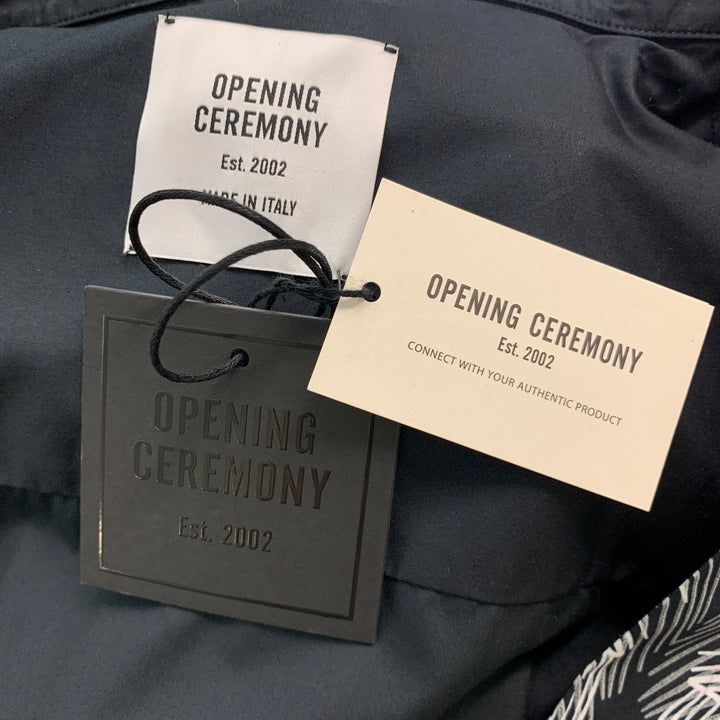 OPENING
CEREMONY
Est. 2002
MADE IN ITALY
OPENING CEREMONY
Est. 2002
CONNECT WITH YOUR AUTHENTIC PRODUCT
OPENING
CEREMONY
Est. 2002